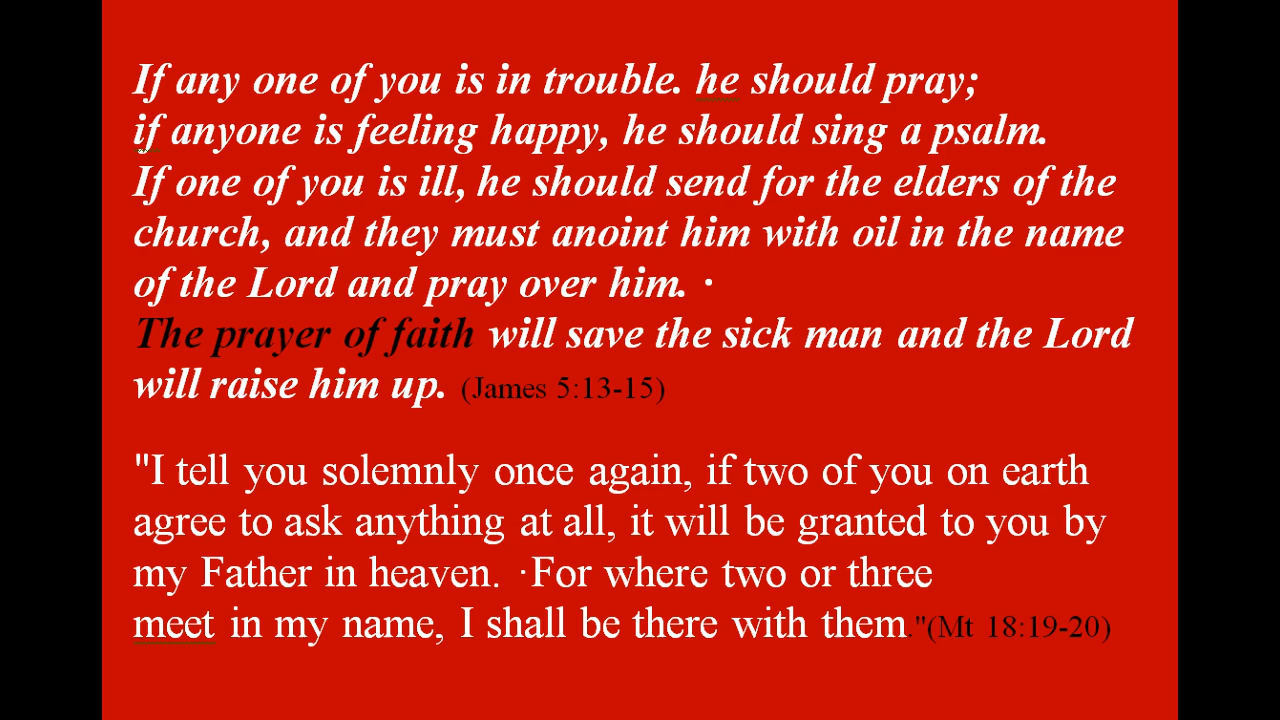 If any one of you is in trouble. he should pray;
if anyone is feeling happy, he should sing a psalm.
If one of you is ill, he should send for the elders of the
church, and they must anoint him with oil in the name
of the Lord and pray over him. ·
The prayer of faith will save the sick man and the Lord
will raise him up. (James 5:13-15)
"I tell you solemnly once again, if two of you on earth
agree to ask anything at all, it will be granted to you by
my Father in heaven. ·For where two or three
meet in my name, I shall be there with them."(Mt 18:19-20)